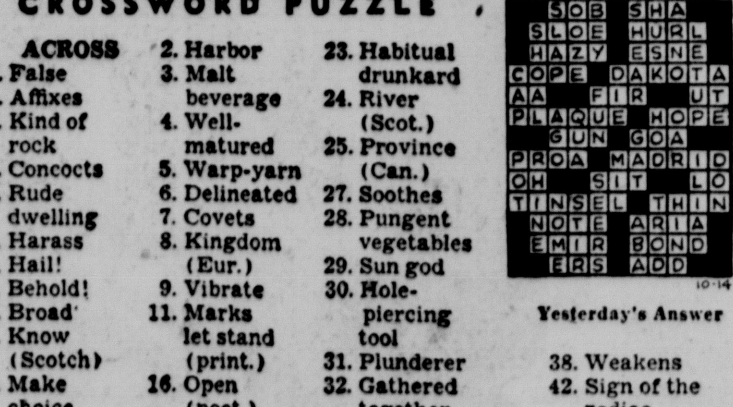 CROSSWORD PUZZLE
ACROSS
. False
. Affixes
. Kind of
rock
. Concocts
. Rude
dwelling
Harass
Hail!
Behold!
Broad
Know
(Scotch)
Make
choice
2. Harbor
3. Malt
beverage
4. Well-
matured
5. Warp-yarn
6. Delineated
7. Covets
8. Kingdom
(Eur.)
9. Vibrate
11. Marks
let stand
(print.)
16. Open
(poet.)
23. Habitual
drunkard
24. River
(Scot.)
25. Province
(Can.)
27. Soothes
28. Pungent
vegetables
29. Sun god
30. Hole-
piercing
tool
31. Plunderer
32. Gathered
together
SOB SHA
SLOE HURL
HAZY ESNE
COPE DAKOTA
AA FIR UT
PLAQUE HOPE
GUN GOA
PROA MADRID
OH SIT LO
TINSEL THIN
NOTE ARIA
EMIR BOND
ERS ADD
10-14
Yesterday's Answer
38. Weakens
42. Sign of the
zodiac